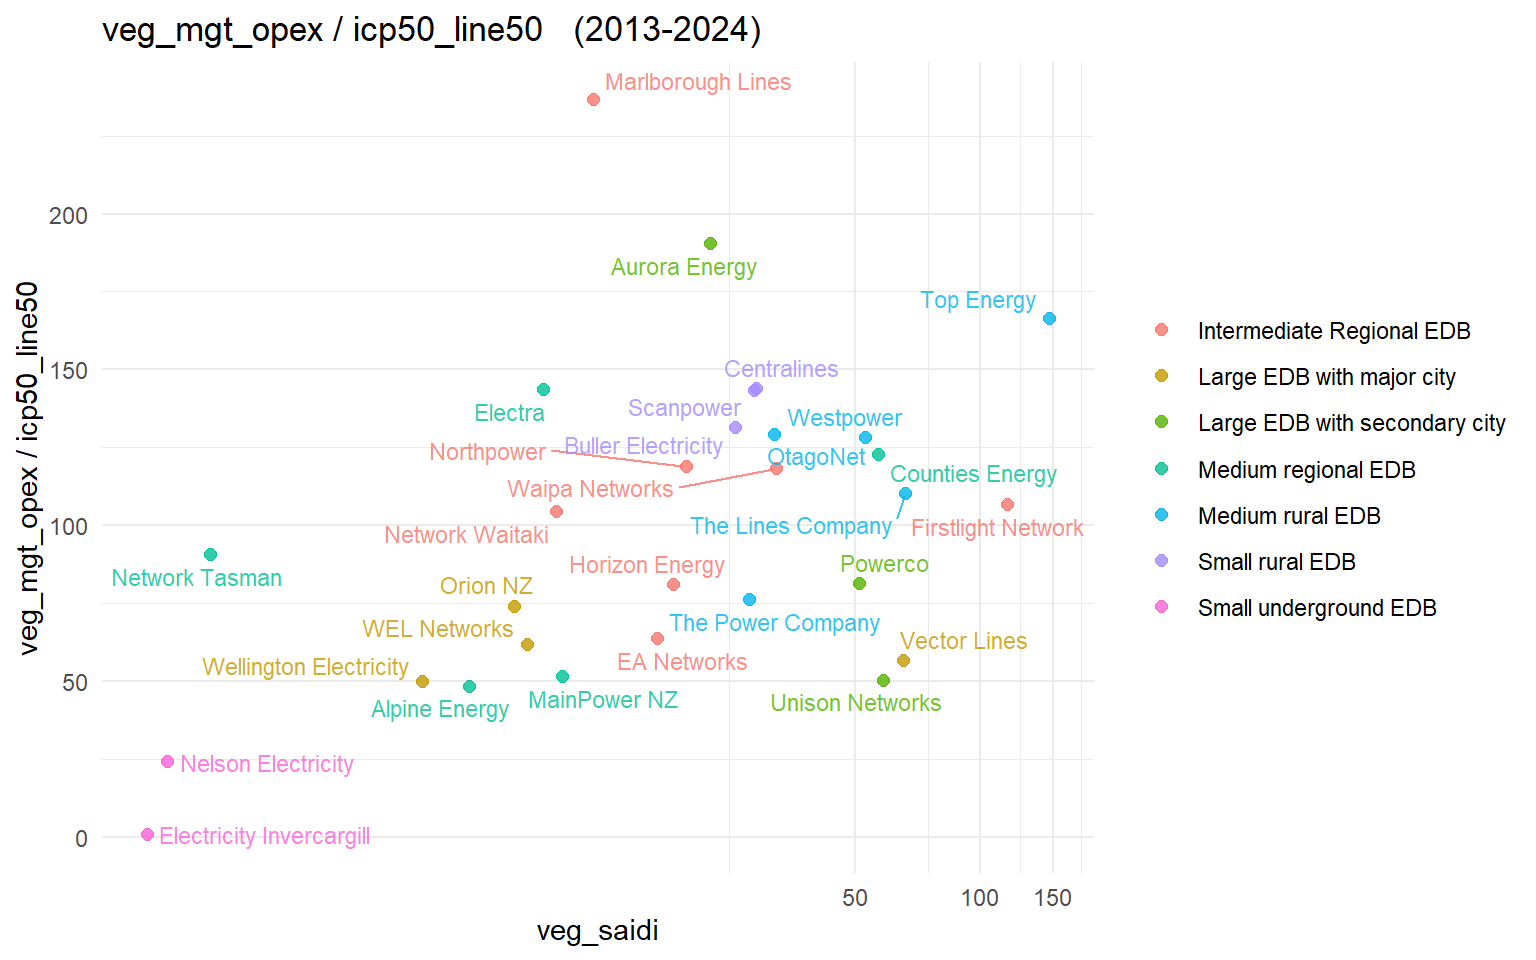 veg_mgt_opex / icp50_line50 (2013-2024)
Marlborough Lines
200
Aurora Energy
Top Energy
150
Centralines
Electra
Scanpower
Westpower
Northpower
Buller Electricity
OtagoNet
Counties Energy
Waipa Networks
100
The Lines Company
Firstlight Network
Network Waitaki
Horizon Energy
Powerco
Network Tasman
Orion NZ
The Power Company
WEL Networks
Vector Lines
Wellington Electricity
EA Networks
50
Alpine Energy
MainPower NZ
Unison Networks
Nelson Electricity
0
Electricity Invercargill
50
100
150
veg_saidi
veg_mgt_opex / icp50_line50
Intermediate Regional EDB
Large EDB with major city
Large EDB with secondary city
Medium regional EDB
Medium rural EDB
Small rural EDB
Small underground EDB